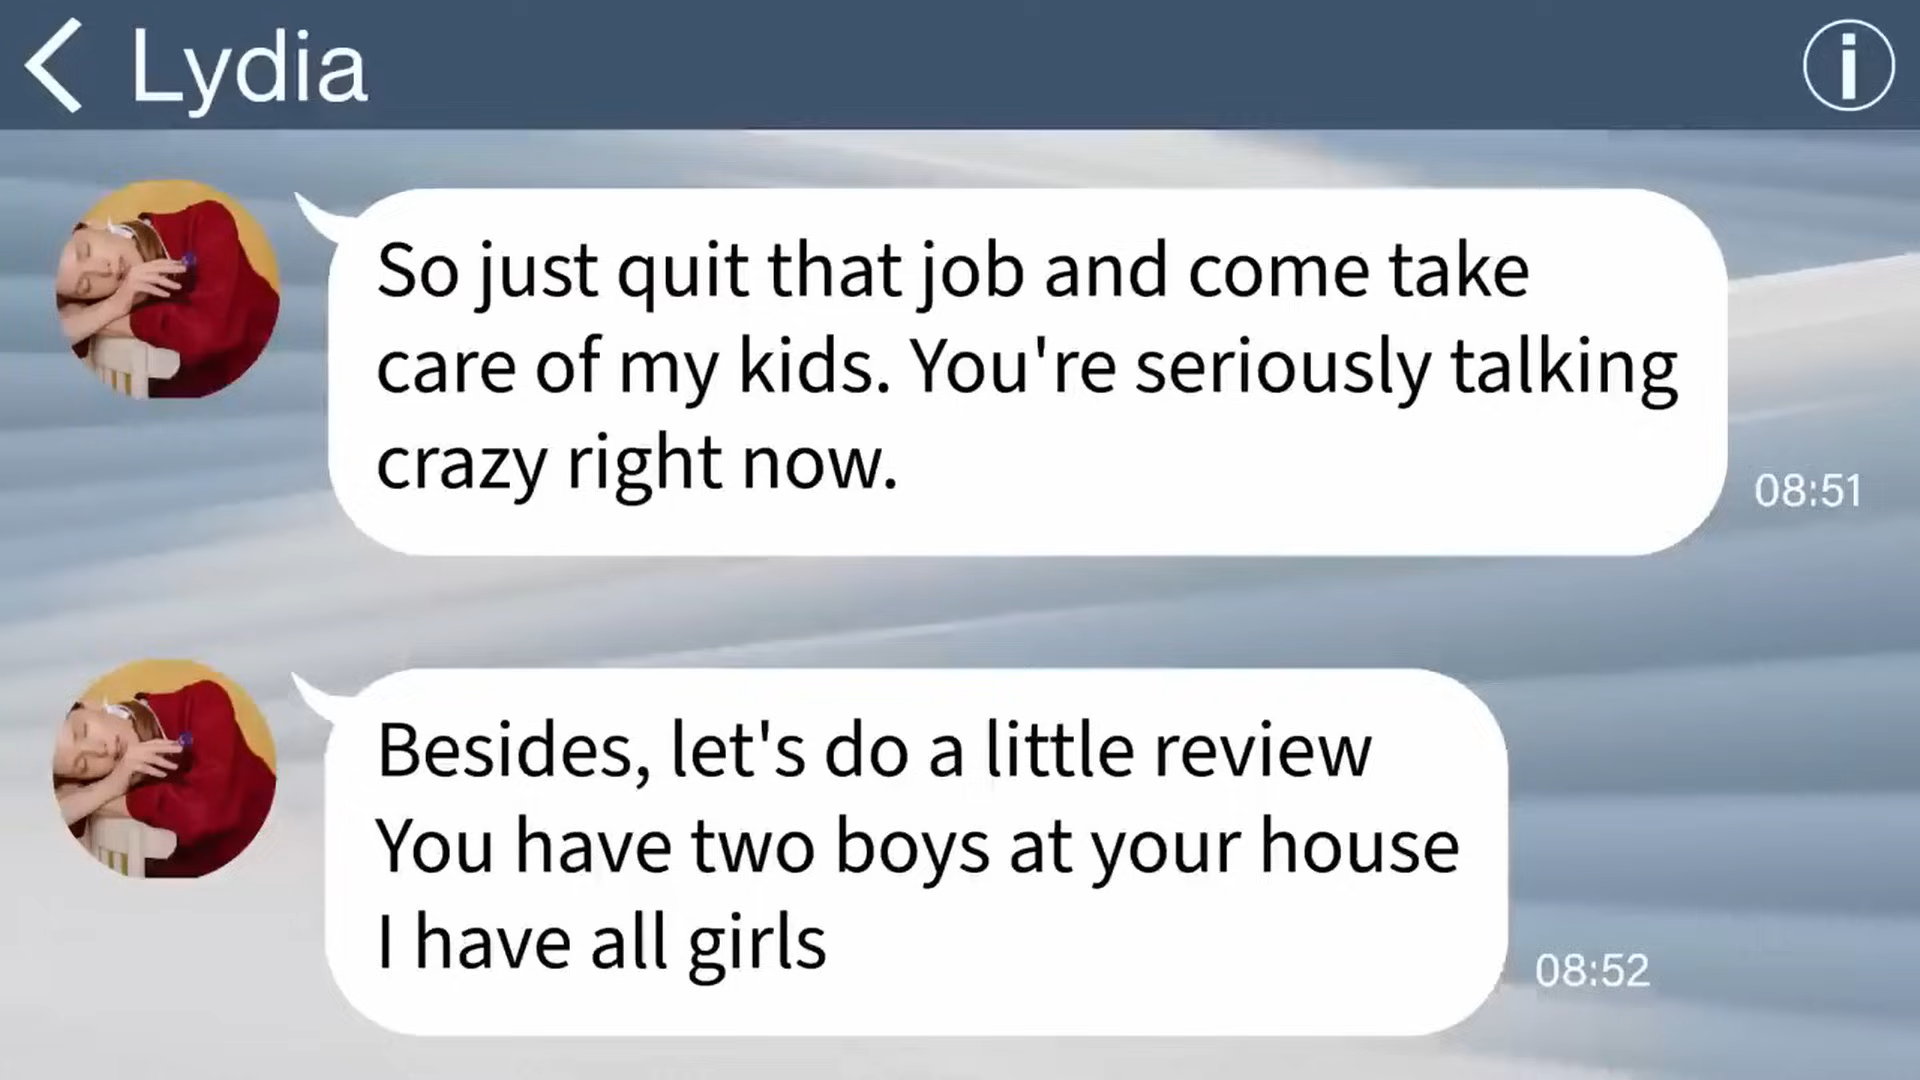 Lydia
So just quit that job and come take
care of my kids. You're seriously talking
crazy right now.
08:51
Besides, let's do a little review
You have two boys at your house
I have all girls
08:52